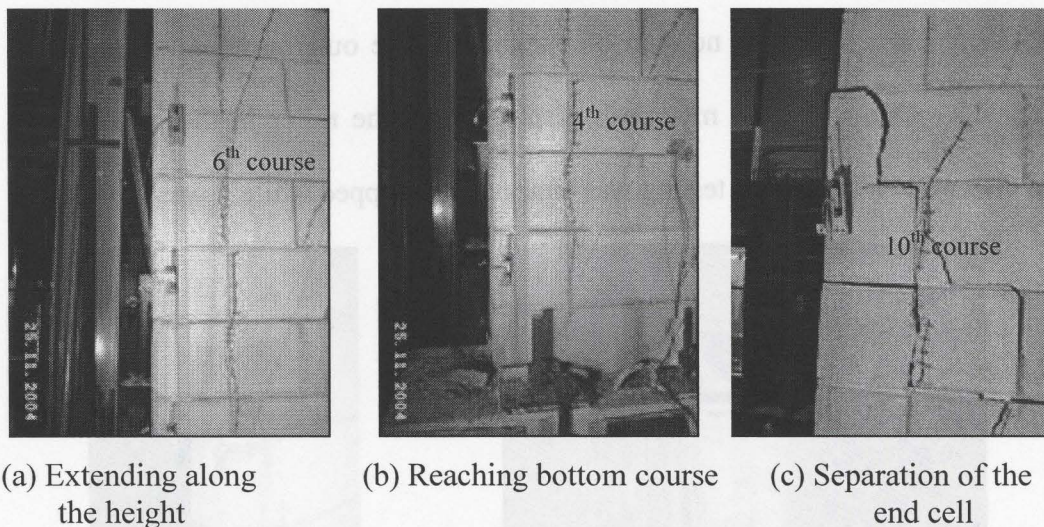 6th course
25.11.2004
4th course
25.11.2004
10th course
(a) Extending along
the height
(b) Reaching bottom course
(c) Separation of the
end cell